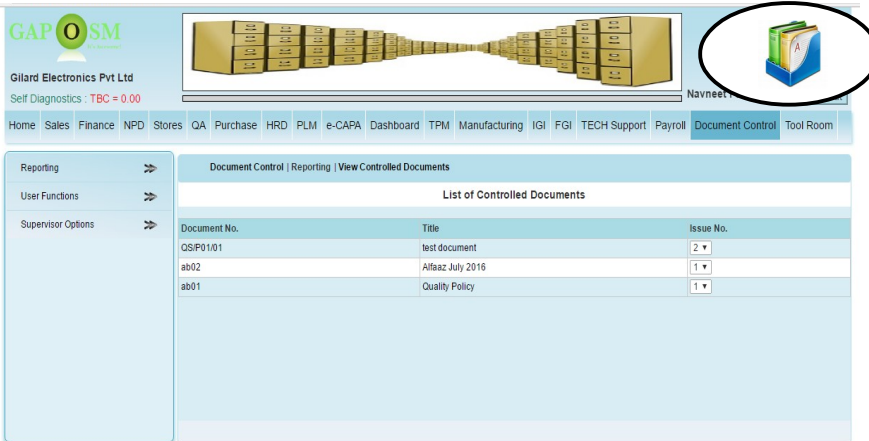 GAPOSM
Gilard Electronics Pvt Ltd
Self Diagnostics : TBC = 0.00
Navneet
Home Sales Finance NPD Stores QA Purchase HRD PLM e-CAPA Dashboard TPM Manufacturing IGI FGI TECH Support Payroll Document Control Tool Room
Reporting
User Functions
Supervisor Options
Document Control | Reporting | View Controlled Documents
List of Controlled Documents
Document No. Title Issue No.
QS/P01/01 test document 2
ab02 Alfaaz July 2016 1
ab01 Quality Policy 1
A